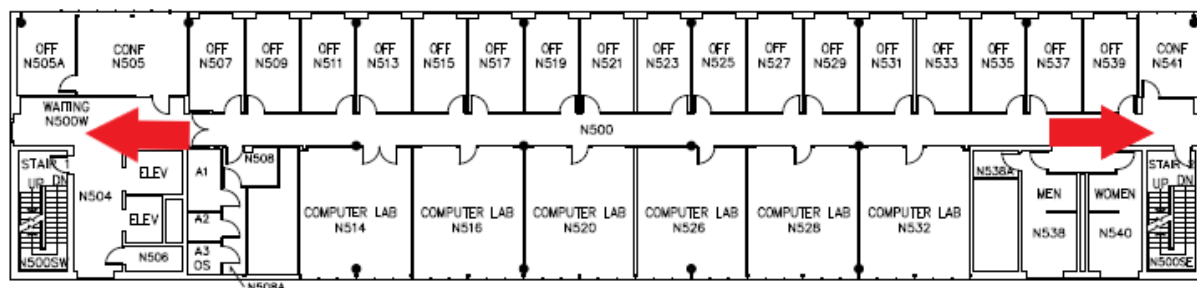 OFF
N505A
CONF
N505
OFF
N507
OFF
N509
OFF
N511
OFF
N513
OFF
N515
OFF
N517
OFF
N519
OFF
N521
OFF
N523
OFF
N525
OFF
N527
OFF
N529
OFF
N531
OFF
N533
OFF
N535
OFF
N537
OFF
N539
CONF
N541
WAITING
N500W
N500
STAIR 1
UP DN
N500SW
N504
ELEV
ELEV
N506
A1
A2
A3
OS
N508
N508A
COMPUTER LAB
N514
COMPUTER LAB
N516
COMPUTER LAB
N520
COMPUTER LAB
N526
COMPUTER LAB
N528
COMPUTER LAB
N532
N538A
MEN
N538
WOMEN
N540
STAIR 2
UP DN
N500SE